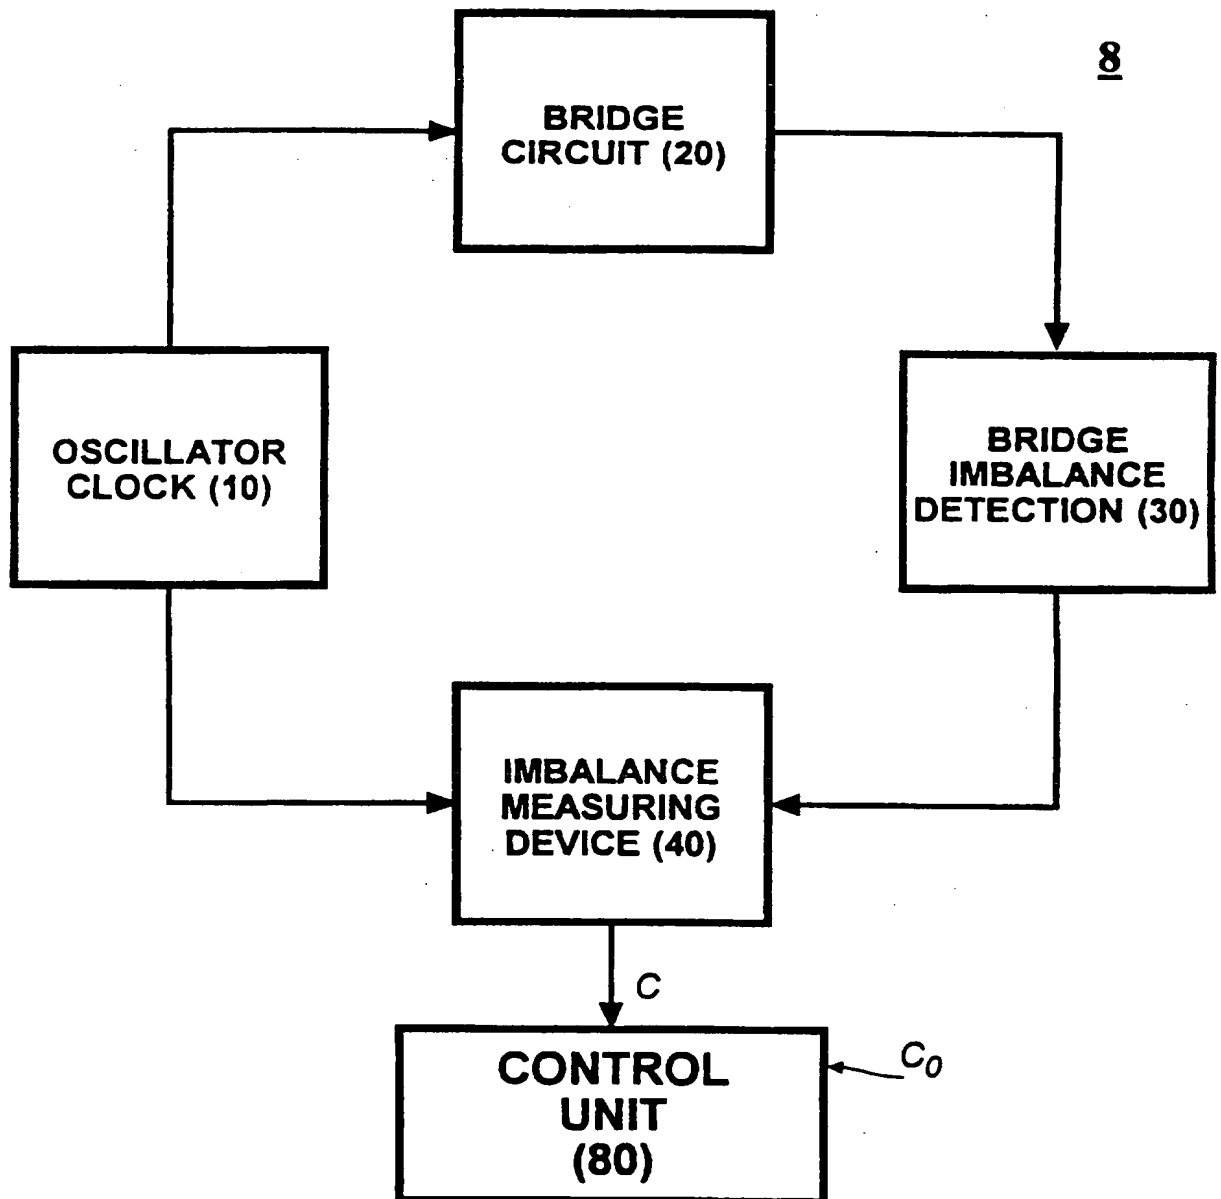 8
BRIDGE
CIRCUIT (20)
OSCILLATOR
CLOCK (10)
BRIDGE
IMBALANCE
DETECTION (30)
IMBALANCE
MEASURING
DEVICE (40)
C
CONTROL
UNIT
(80)
C₀